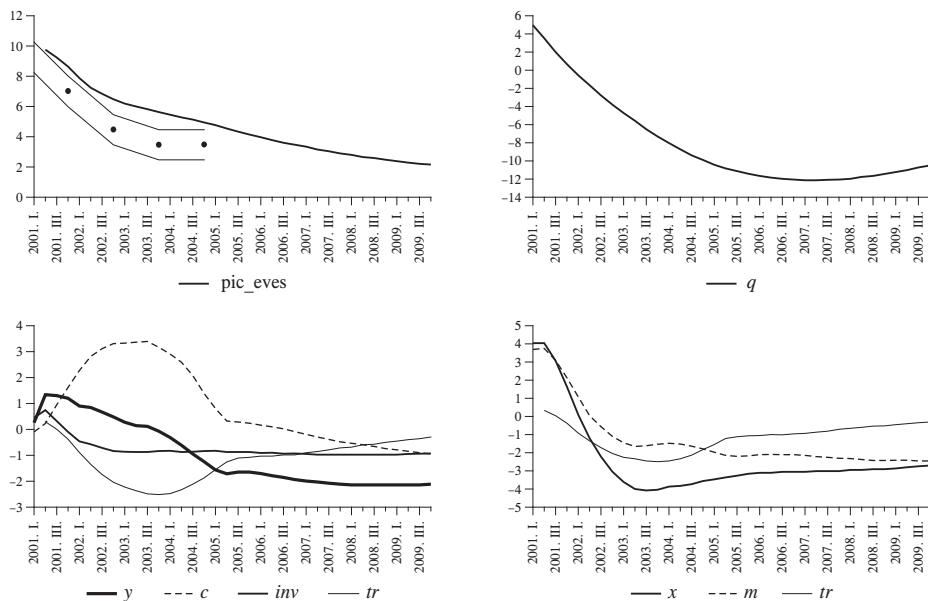 12
10
8
6
4
2
0
2001. I.
2001. III.
2002. I.
2002. III.
2003. I.
2003. III.
2004. I.
2004. III.
2005. I.
2005. III.
2006. I.
2006. III.
2007. I.
2007. III.
2008. I.
2008. III.
2009. I.
2009. III.
pic_eves
6
4
2
0
–2
–4
–6
–8
–10
–12
–14
2001. I.
2001. III.
2002. I.
2002. III.
2003. I.
2003. III.
2004. I.
2004. III.
2005. I.
2005. III.
2006. I.
2006. III.
2007. I.
2007. III.
2008. I.
2008. III.
2009. I.
2009. III.
q
4
3
2
1
0
–1
–2
–3
2001. I.
2001. III.
2002. I.
2002. III.
2003. I.
2003. III.
2004. I.
2004. III.
2005. I.
2005. III.
2006. I.
2006. III.
2007. I.
2007. III.
2008. I.
2008. III.
2009. I.
2009. III.
y c inv tr
5
4
3
2
1
0
–1
–2
–3
–4
–5
2001. I.
2001. III.
2002. I.
2002. III.
2003. I.
2003. III.
2004. I.
2004. III.
2005. I.
2005. III.
2006. I.
2006. III.
2007. I.
2007. III.
2008. I.
2008. III.
2009. I.
2009. III.
x m tr